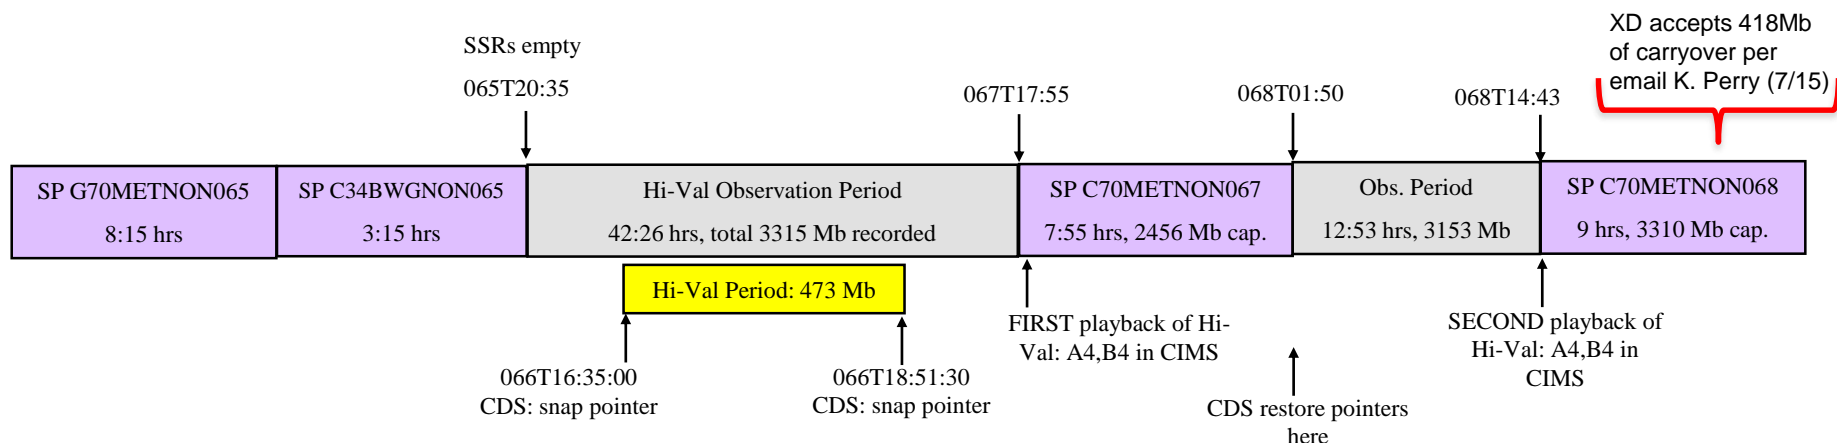 XD accepts 418Mb
of carryover per
email K. Perry (7/15)
SSRs empty
065T20:35
067T17:55
068T01:50
068T14:43
SP G70METNON065
8:15 hrs
SP C34BWGNON065
3:15 hrs
Hi-Val Observation Period
42:26 hrs, total 3315 Mb recorded
SP C70METNON067
7:55 hrs, 2456 Mb cap.
Obs. Period
12:53 hrs, 3153 Mb
SP C70METNON068
9 hrs, 3310 Mb cap.
Hi-Val Period: 473 Mb
066T16:35:00
CDS: snap pointer
066T18:51:30
CDS: snap pointer
FIRST playback of Hi-
Val: A4,B4 in CIMS
CDS restore pointers
here
SECOND playback of
Hi-Val: A4,B4 in
CIMS